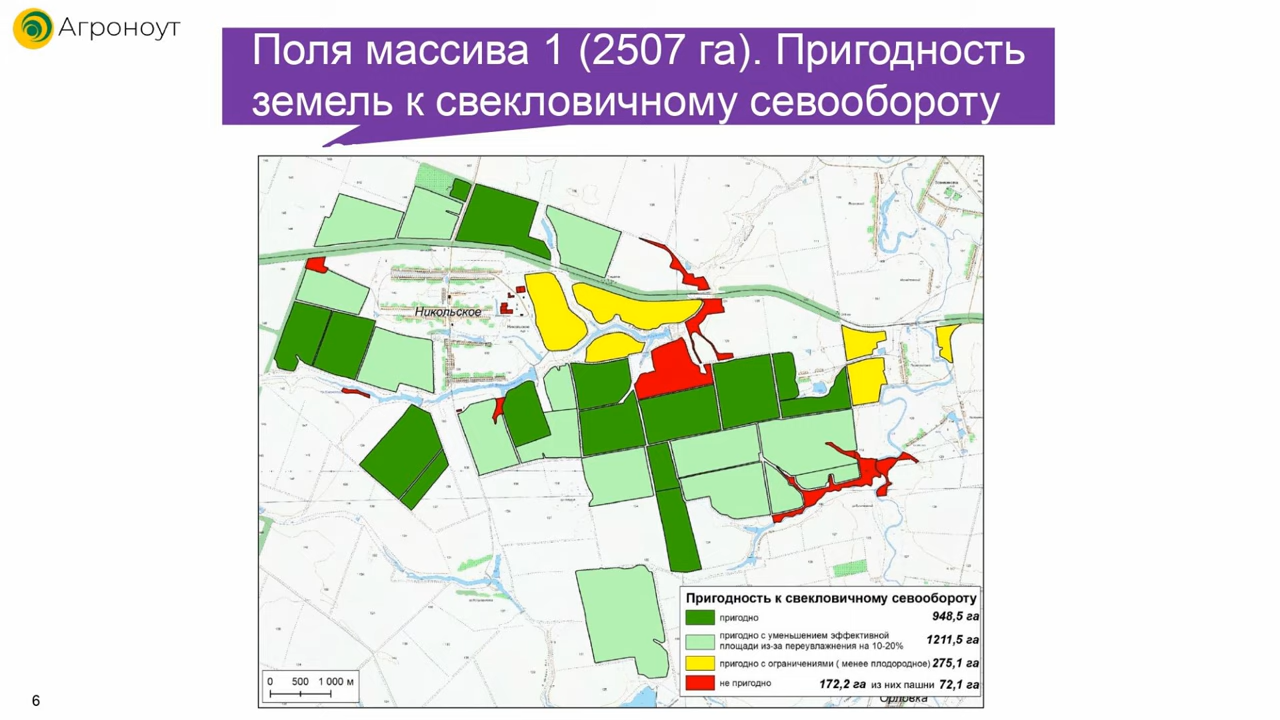 Агроноут
Поля массива 1 (2507 га). Пригодность
земель к свекловичному севообороту
Никольское
Пригодность к свекловичному севообороту
пригодно 948,5 га
пригодно с уменьшением эффективной
площади из-за переувлажнения на 10-20% 1211,5 га
пригодно с ограничениями ( менее плодородное) 275,1 га
не пригодно 172,2 га из них пашни 72,1 га
0 500 1 000 м
Орловка
6